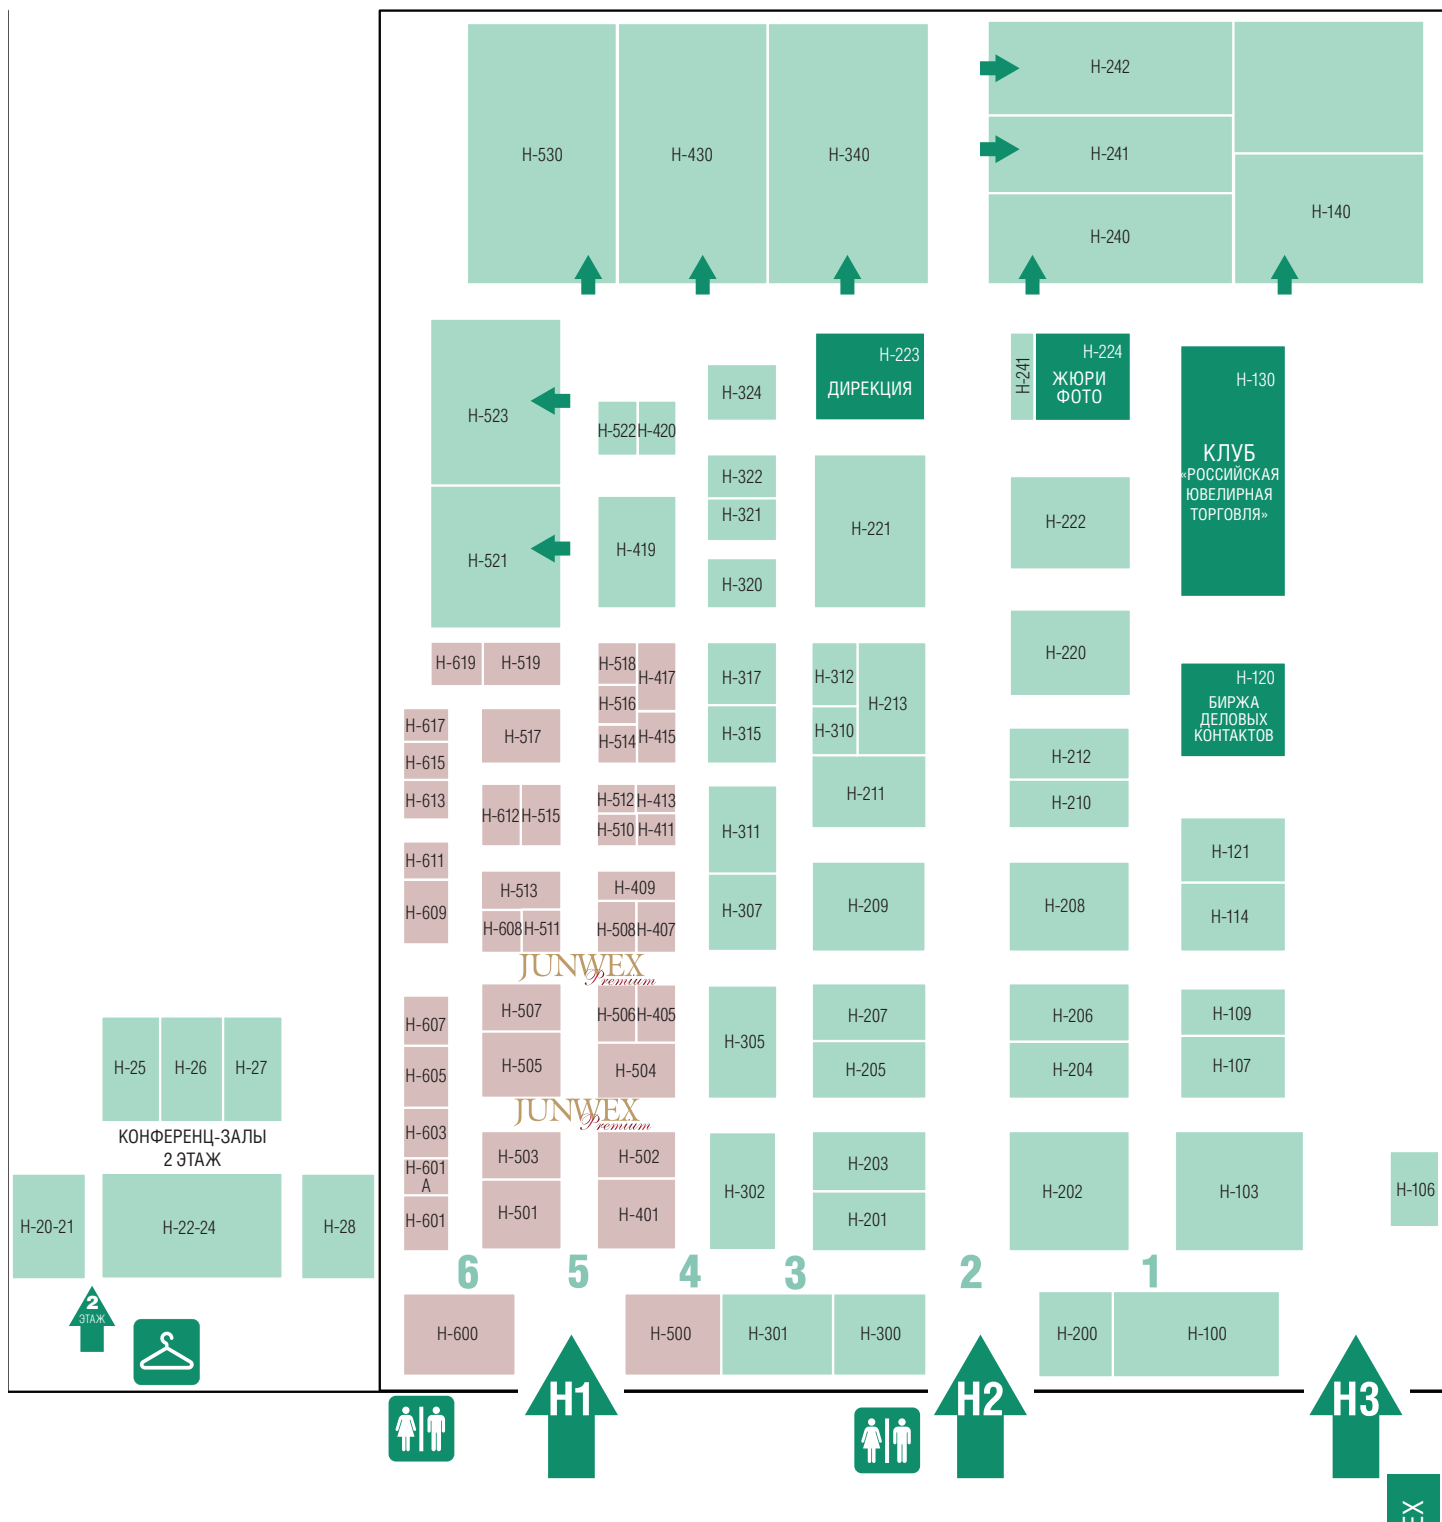 Н-242
Н-530
Н-430
Н-340
Н-241
Н-140
Н-240
Н-223
ДИРЕКЦИЯ
Н-241
Н-224
ЖЮРИ
ФОТО
Н-130
КЛУБ
«РОССИЙСКАЯ
ЮВЕЛИРНАЯ
ТОРГОВЛЯ»
Н-523
Н-324
Н-522
Н-420
Н-322
Н-321
Н-221
Н-222
Н-521
Н-419
Н-320
Н-619
Н-519
Н-518
Н-417
Н-317
Н-312
Н-213
Н-220
Н-120
БИРЖА
ДЕЛОВЫХ
КОНТАКТОВ
Н-516
Н-617
Н-517
Н-514
Н-415
Н-315
Н-310
Н-615
Н-212
Н-613
Н-612
Н-515
Н-512
Н-413
Н-211
Н-210
Н-510
Н-411
Н-311
Н-611
Н-121
Н-513
Н-409
Н-609
Н-307
Н-209
Н-208
Н-114
Н-608
Н-511
Н-508
Н-407
JUNWEX
Premium
Н-607
Н-507
Н-506
Н-405
Н-207
Н-206
Н-109
Н-305
Н-25
Н-26
Н-27
Н-605
Н-505
Н-504
Н-205
Н-204
Н-107
JUNWEX
Premium
КОНФЕРЕНЦ-ЗАЛЫ
2 ЭТАЖ
Н-603
Н-503
Н-502
Н-203
Н-601
А
Н-302
Н-202
Н-103
Н-106
Н-20-21
Н-22-24
Н-28
Н-601
Н-501
Н-401
Н-201
6
5
4
3
2
1
2
ЭТАЖ
Н-600
Н-500
Н-301
Н-300
Н-200
Н-100
Н1
Н2
Н3